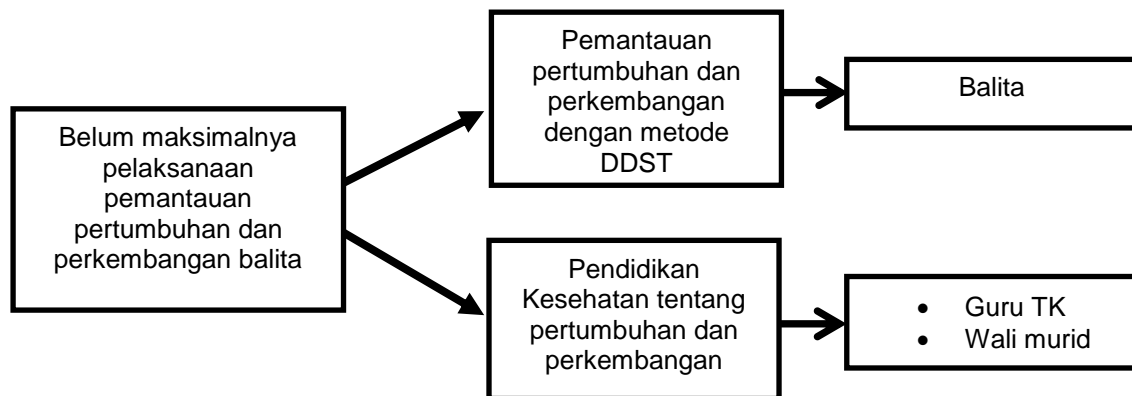 Belum maksimalnya
pelaksanaan
pemantauan
pertumbuhan dan
perkembangan balita
Pemantauan
pertumbuhan dan
perkembangan
dengan metode
DDST
Balita
Pendidikan
Kesehatan tentang
pertumbuhan dan
perkembangan
• Guru TK
• Wali murid